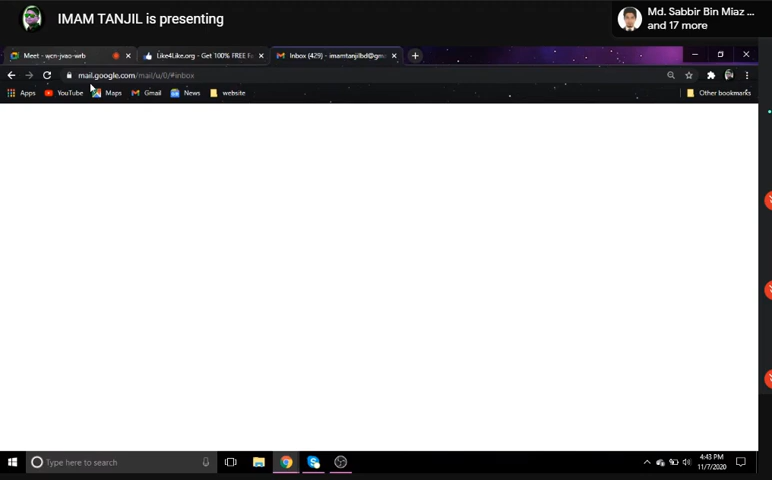 IMAM TANJIL is presenting
Md. Sabbir Bin Miaz ...
and 17 more
Meet - wcn-jvao-wrb
Like4Like.org - Get 100% FREE Fa
Inbox (429) - imamtanjilbd@gm
mail.google.com/mail/u/0/#inbox
Apps YouTube Maps Gmail News website Other bookmarks
Type here to search
4:43 PM
11/7/2020